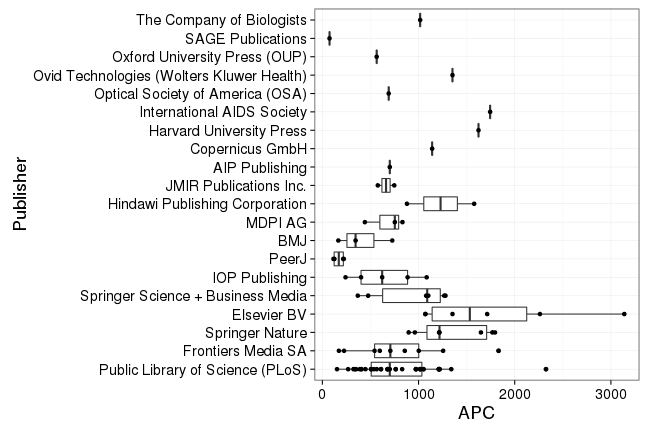 The Company of Biologists
SAGE Publications
Oxford University Press (OUP)
Ovid Technologies (Wolters Kluwer Health)
Optical Society of America (OSA)
International AIDS Society
Harvard University Press
Copernicus GmbH
AIP Publishing
JMIR Publications Inc.
Hindawi Publishing Corporation
MDPI AG
BMJ
PeerJ
IOP Publishing
Springer Science + Business Media
Elsevier BV
Springer Nature
Frontiers Media SA
Public Library of Science (PLoS)
Publisher
0 1000 2000 3000
APC